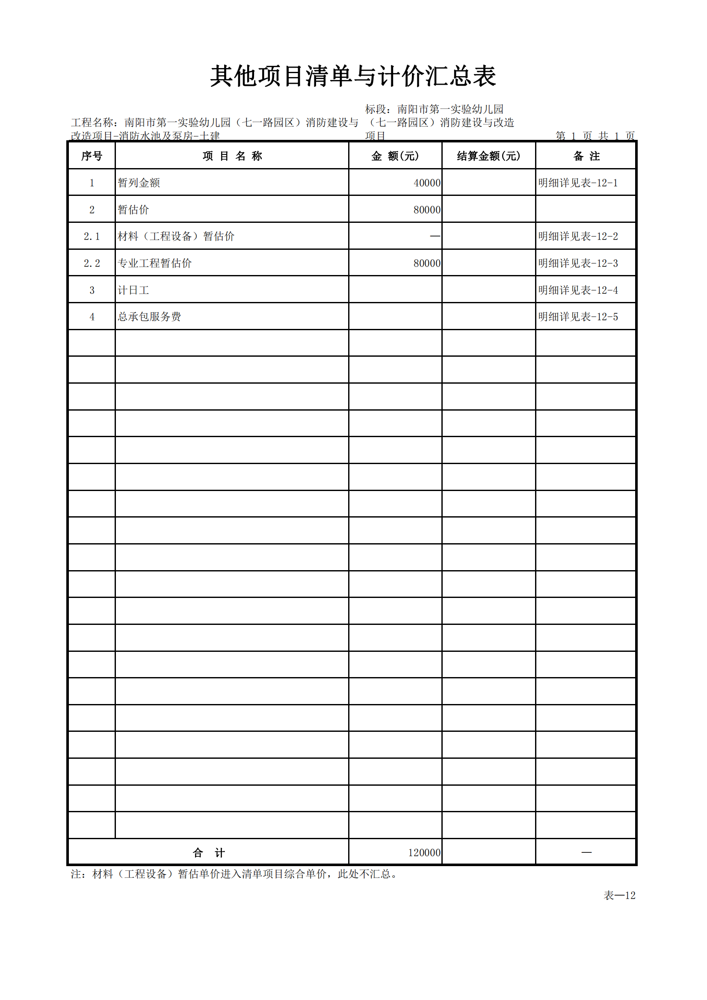 其他项目清单与计价汇总表
工程名称：南阳市第一实验幼儿园（七一路园区）消防建设与
改造项目-消防水池及泵房-土建
标段：南阳市第一实验幼儿园
（七一路园区）消防建设与改造
项目
第 1 页 共 1 页
序号 项 目 名 称 金 额(元) 结算金额(元) 备 注
1 暂列金额 40000 明细详见表-12-1
2 暂估价 80000
2.1 材料（工程设备）暂估价 — 明细详见表-12-2
2.2 专业工程暂估价 80000 明细详见表-12-3
3 计日工 明细详见表-12-4
4 总承包服务费 明细详见表-12-5
合 计 120000 —
注：材料（工程设备）暂估单价进入清单项目综合单价，此处不汇总。
表—12